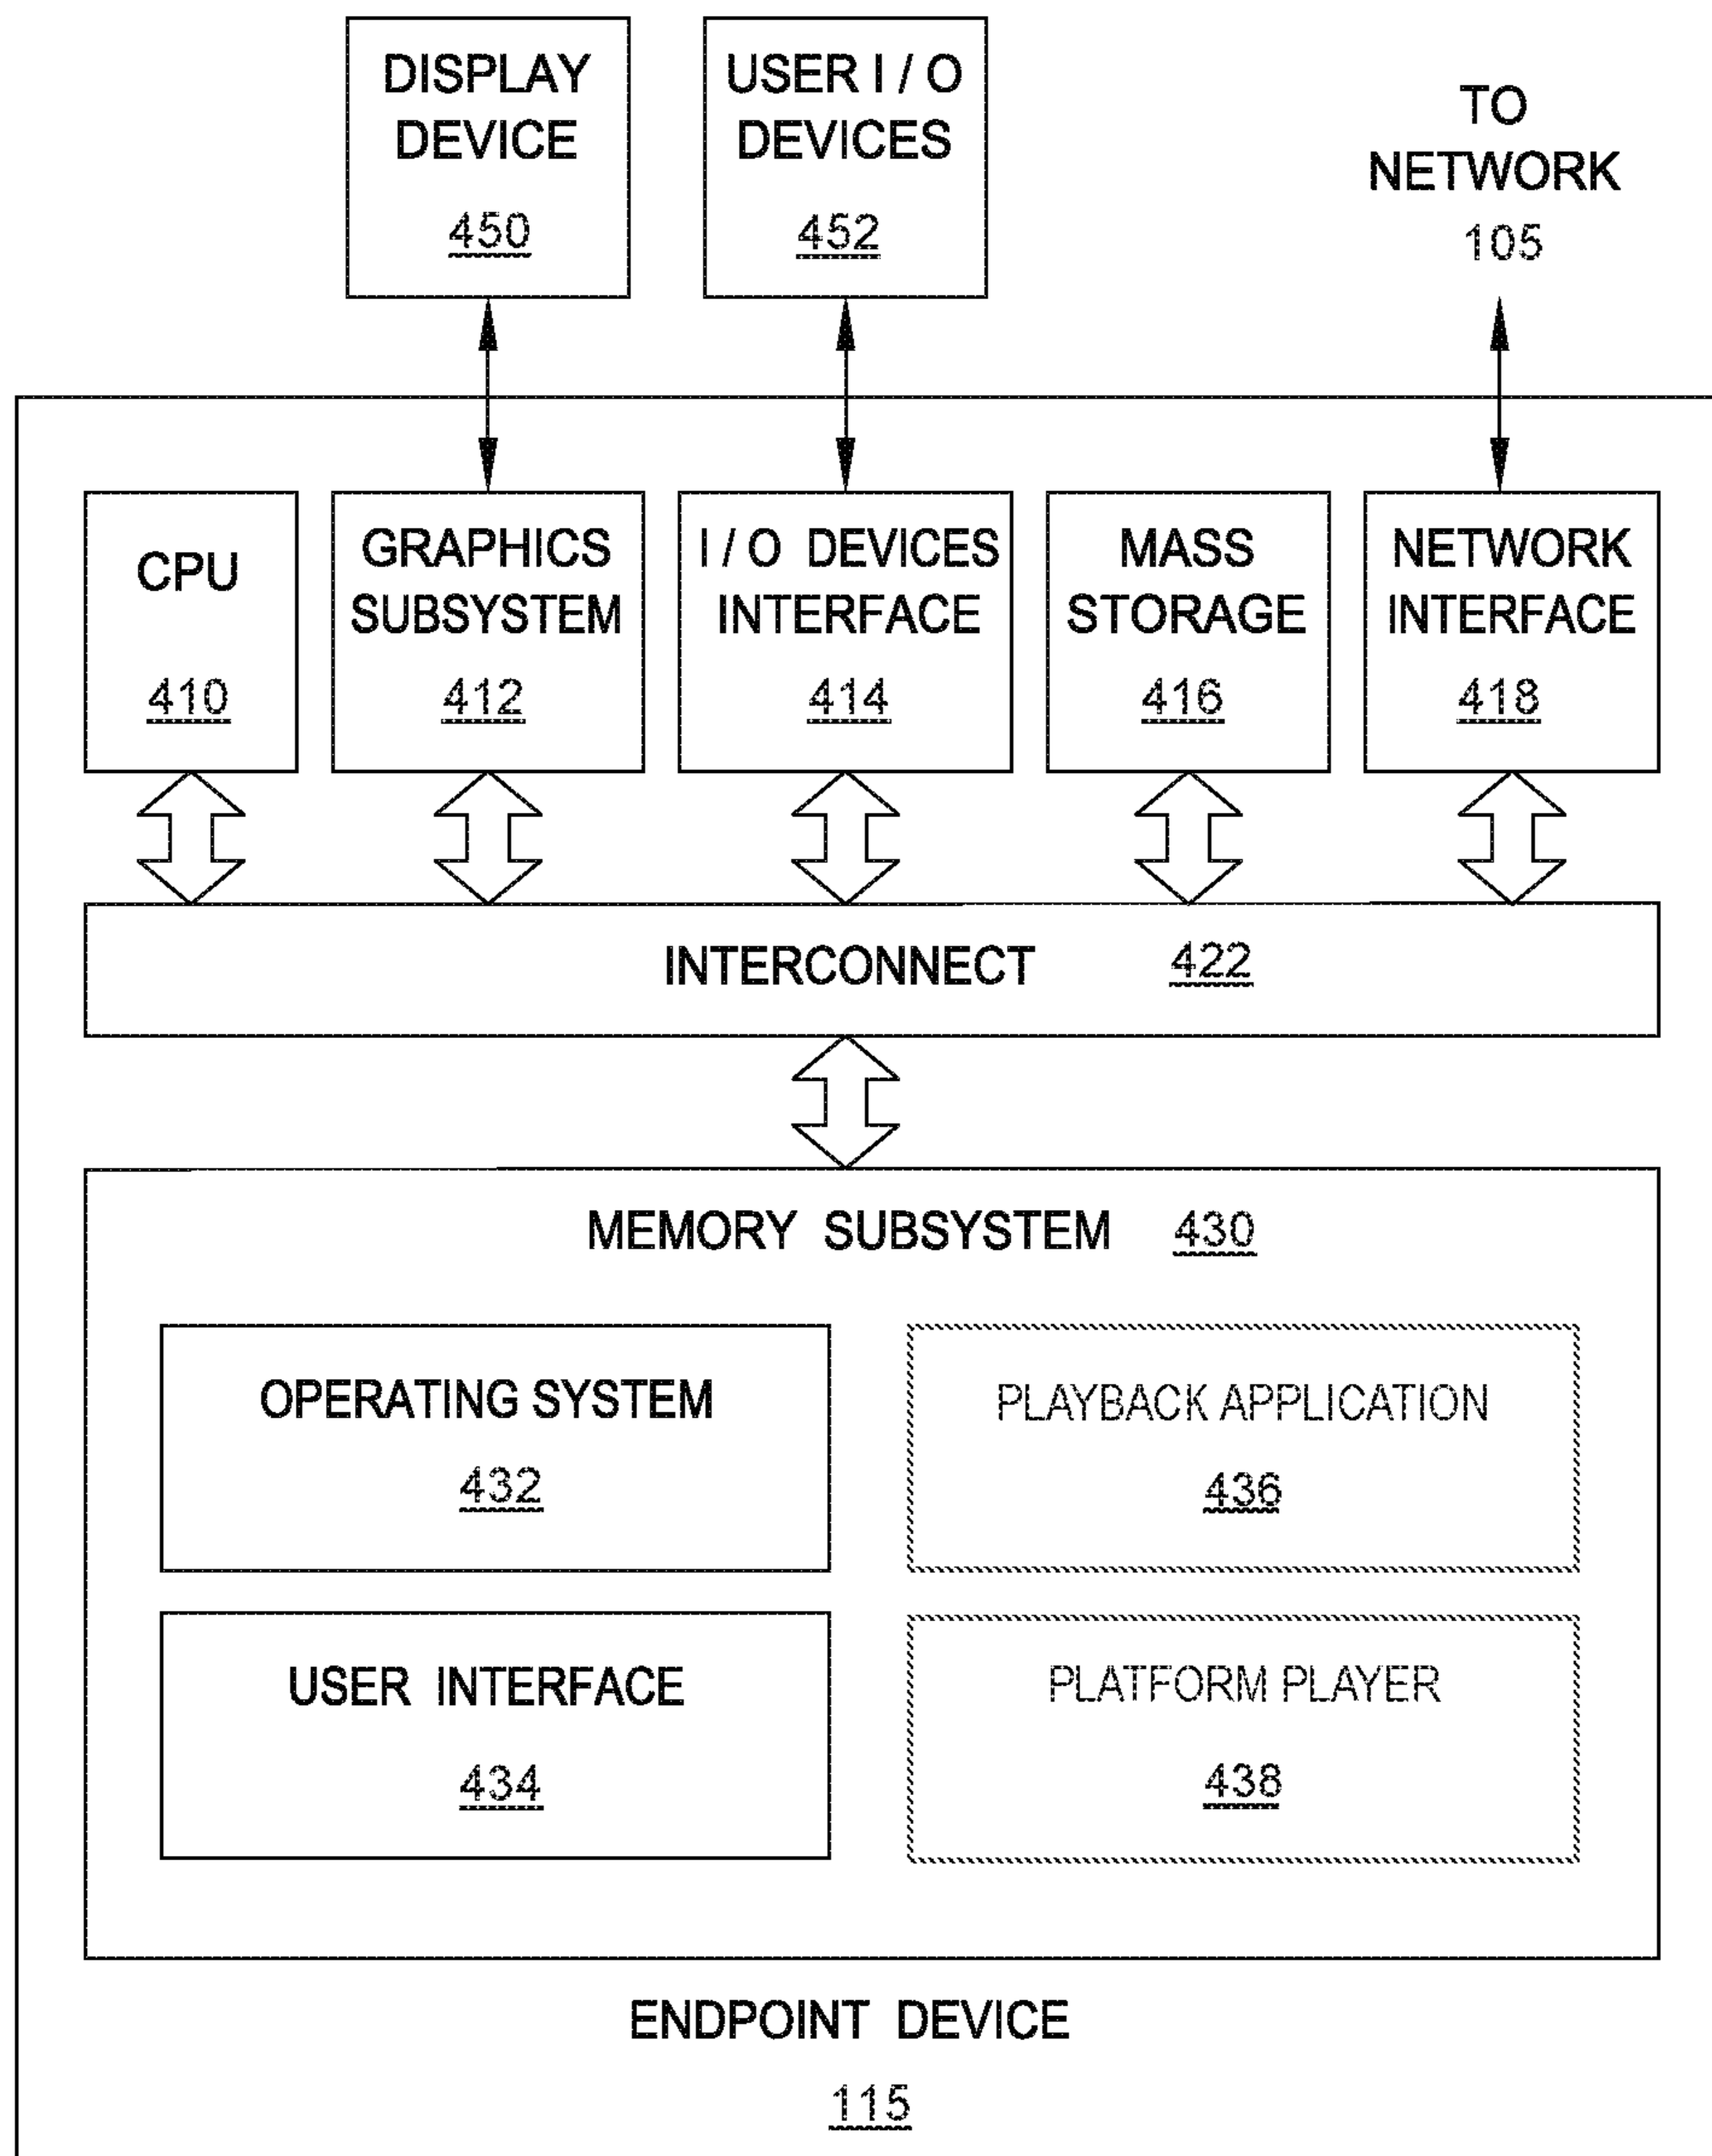 DISPLAY
DEVICE
450
USER I / O
DEVICES
452
TO
NETWORK
105
CPU
410
GRAPHICS
SUBSYSTEM
412
I / O DEVICES
INTERFACE
414
MASS
STORAGE
416
NETWORK
INTERFACE
418
INTERCONNECT 422
MEMORY SUBSYSTEM 430
OPERATING SYSTEM
432
PLAYBACK APPLICATION
436
USER INTERFACE
434
PLATFORM PLAYER
438
ENDPOINT DEVICE
115